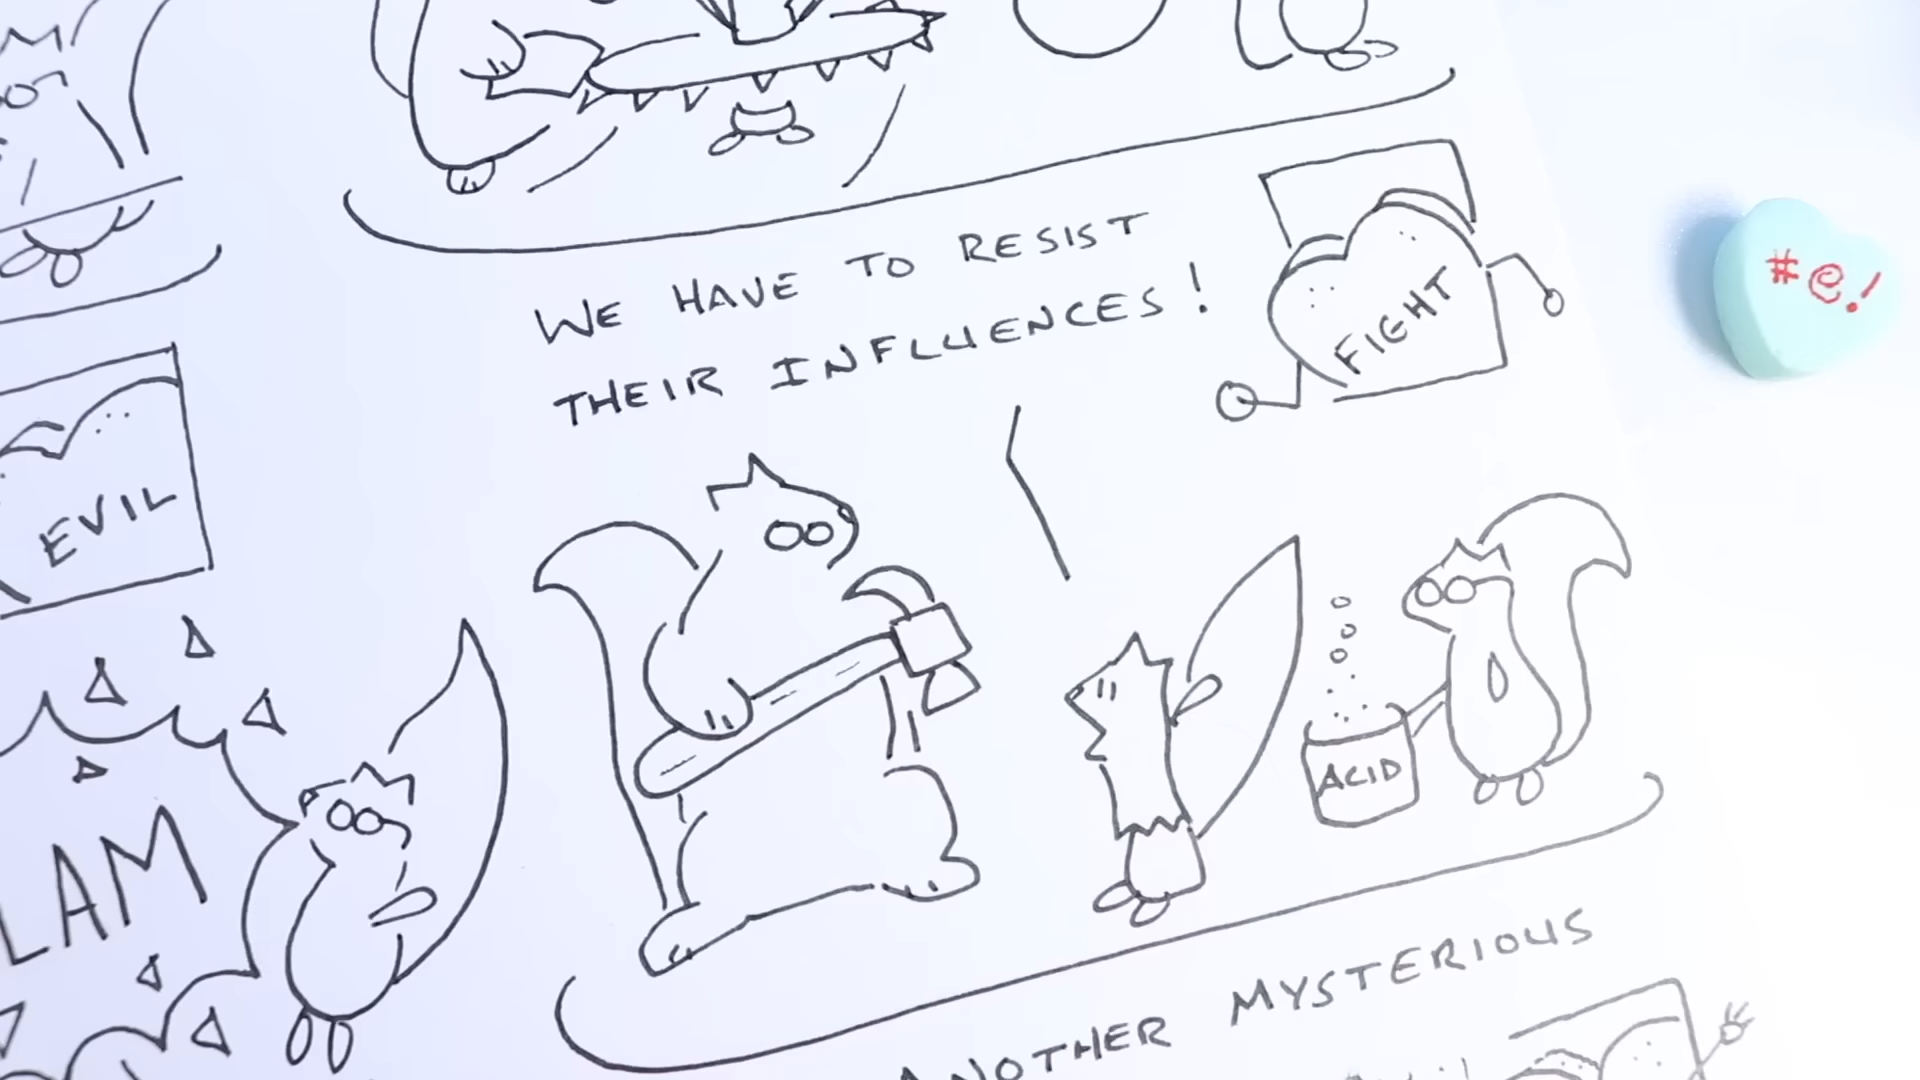 WE HAVE TO RESIST
THEIR INFLUENCES!
FIGHT
#@!
EVIL
LAM
ACID
ANOTHER MYSTERIOUS